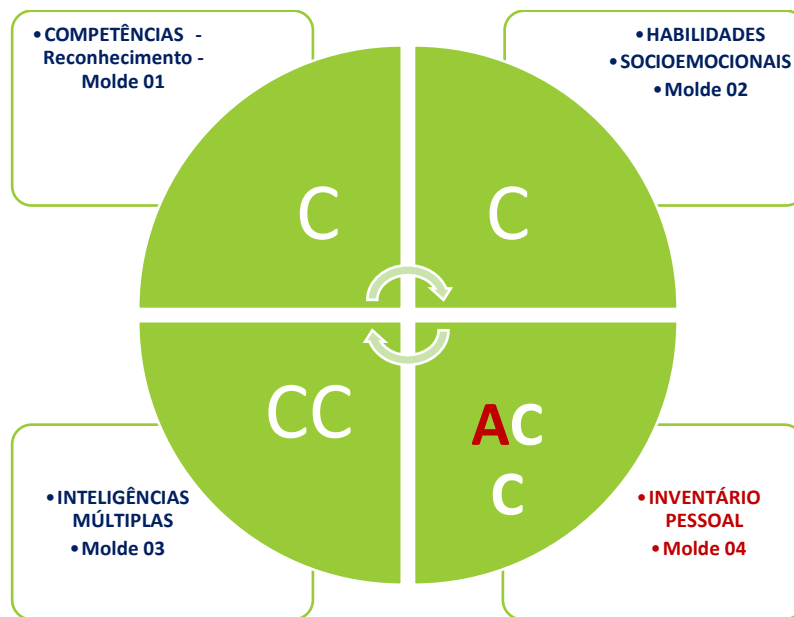 • COMPETÊNCIAS -
Reconhecimento -
Molde 01
• HABILIDADES
• SOCIOEMOCIONAIS
• Molde 02
C
C
CC
AC
C
• INTELIGÊNCIAS
MÚLTIPLAS
• Molde 03
• INVENTÁRIO
PESSOAL
• Molde 04